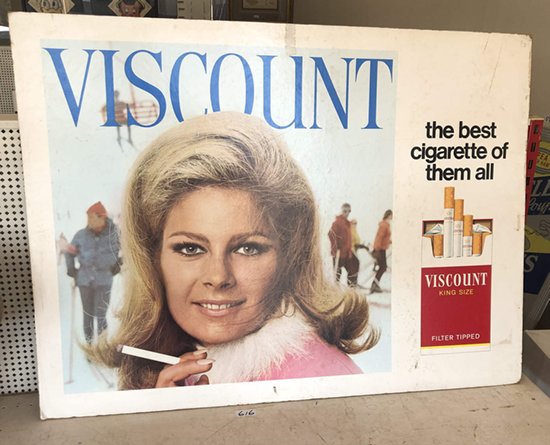 VISCOUNT
the best
cigarette of
them all
VISCOUNT
KING SIZE
FILTER TIPPED
616